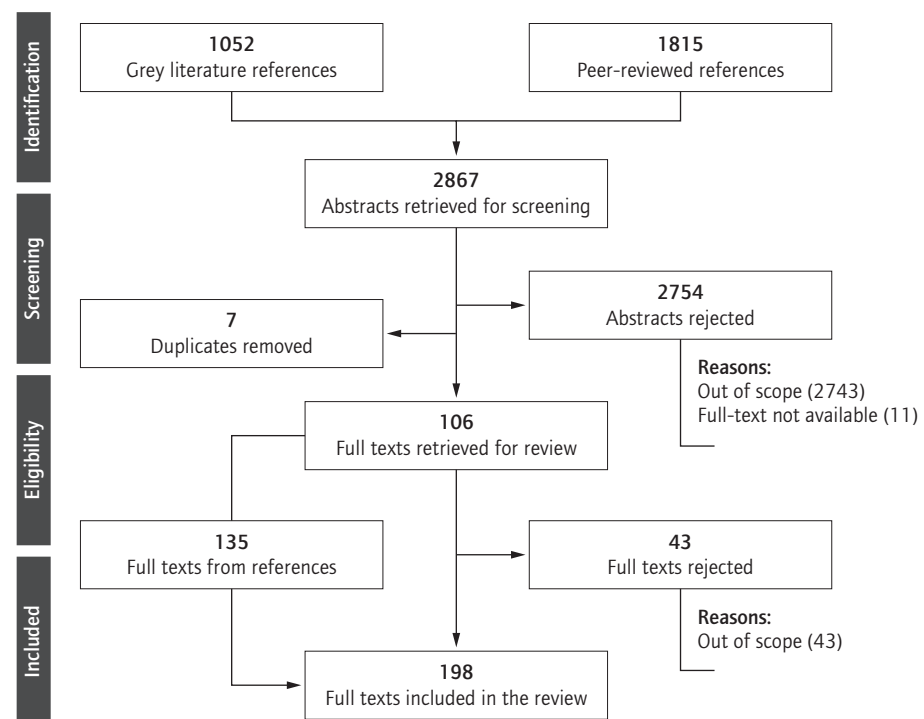 Identification
1052
Grey literature references
1815
Peer-reviewed references
2867
Abstracts retrieved for screening
Screening
2754
Abstracts rejected
7
Duplicates removed
Reasons:
Out of scope (2743)
Full-text not available (11)
Eligibility
106
Full texts retrieved for review
135
Full texts from references
43
Full texts rejected
Reasons:
Out of scope (43)
Included
198
Full texts included in the review